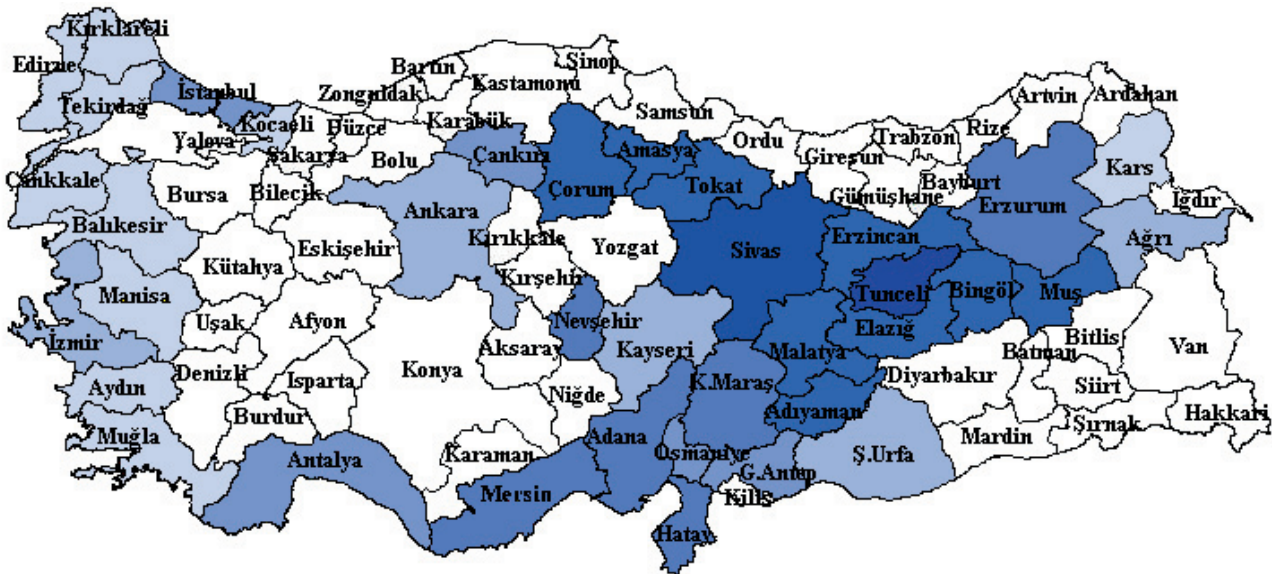 Kırklareli
Edirne
Tekirdağ
İstanbul
Kocaeli
Yalova
Sakarya
Düzce
Zonguldak
Bartın
Karabük
Kastamonu
Sinop
Samsun
Ordu
Giresun
Trabzon
Rize
Artvin
Ardahan
Çankkale
Balıkesir
Bursa
Bilecik
Bolu
Çankırı
Çorum
Amasya
Tokat
Gümüşhane
Bayburt
Erzurum
Kars
Iğdır
Ağrı
Kütahya
Eskişehir
Ankara
Kırıkkale
Kırşehir
Yozgat
Sivas
Erzincan
Tunceli
Bingöl
Muş
Manisa
İzmir
Uşak
Afyon
Konya
Aksaray
Nevşehir
Kayseri
Malatya
Elazığ
Diyarbakır
Batman
Bitlis
Van
Siirt
Şırnak
Hakkari
Aydın
Denizli
Isparta
Burdur
Niğde
K.Maraş
Adıyaman
Mardin
Muğla
Antalya
Karaman
Mersin
Adana
Osmaniye
G.Antep
Kilis
Ş.Urfa
Hatay